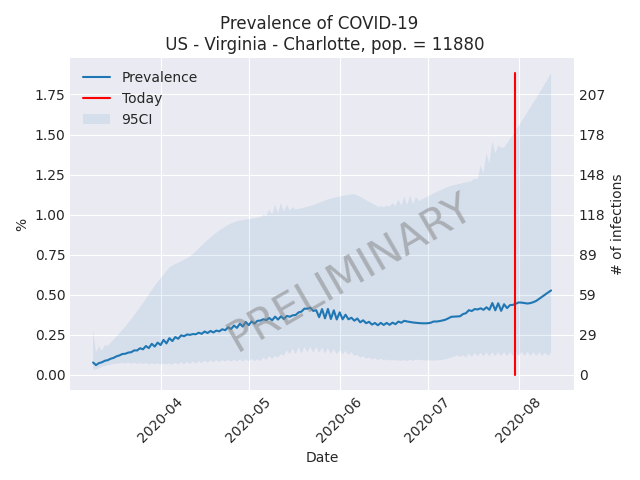 Prevalence of COVID-19
US - Virginia - Charlotte, pop. = 11880
Prevalence
Today
95CI
1.75
1.50
1.25
1.00
0.75
0.50
0.25
0.00
%
207
178
148
118
89
59
29
0
# of infections
PRELIMINARY
2020-04
2020-05
2020-06
2020-07
2020-08
Date